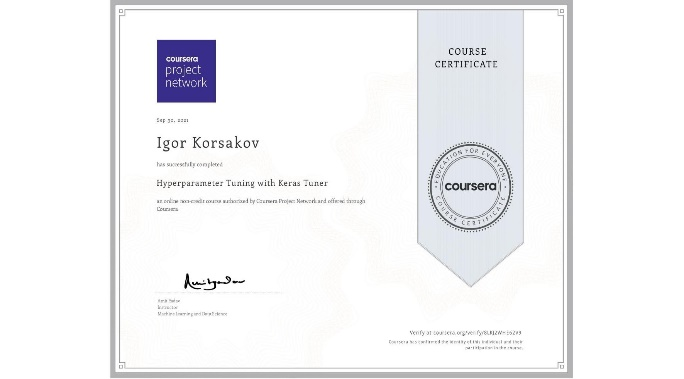 coursera
project
network
COURSE
CERTIFICATE
Sep 30, 2021
Igor Korsakov
has successfully completed
Hyperparameter Tuning with Keras Tuner
an online non-credit course authorized by Coursera Project Network and offered through
Coursera
EDUCATION FOR EVERYONE
coursera
COURSE CERTIFICATE
Amit Yadav
Instructor
Machine Learning and Data Science
Verify at coursera.org/verify/
Coursera has confirmed the identity of this individual and their
participation in the course.